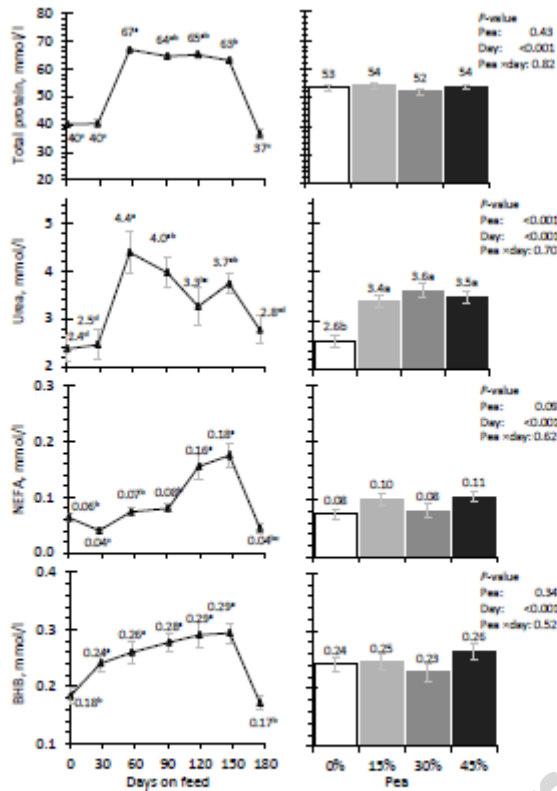 Total protein, mmol/l
80
70
60
50
40
30
20
40ᶜ
40ᶜ
67ᵃ
64ᵃᵇ
65ᵃᵇ
63ᵇ
37ᶜ
P-value
Pea: 0.43
Day: <0.001
Pea ×day: 0.82
53
54
52
54
Urea, mmol/l
5
4
3
2
2.4ᵈ
2.5ᵈ
4.4ᵃ
4.0ᵃᵇ
3.3ᵇᶜ
3.7ᵃᵇ
2.8ᶜᵈ
P-value
Pea: <0.001
Day: <0.001
Pea ×day: 0.70
2.6b
3.4a
3.6a
3.5a
NEFA, mmol/l
0.3
0.2
0.1
0.0
0.06ᵇ
0.04ᶜ
0.07ᵇ
0.08ᵇ
0.16ᵃ
0.18ᵃ
0.04ᵇᶜ
P-value
Pea: 0.09
Day: <0.001
Pea ×day: 0.62
0.08
0.10
0.08
0.11
BHB, mmol/l
0.4
0.3
0.2
0.1
0.18ᵇ
0.24ᵃ
0.26ᵃ
0.28ᵃ
0.29ᵃ
0.29ᵃ
0.17ᵇ
0 30 60 90 120 150 180
Days on feed
P-value
Pea: 0.34
Day: <0.001
Pea ×day: 0.52
0.24
0.25
0.23
0.26
0% 15% 30% 45%
Pea